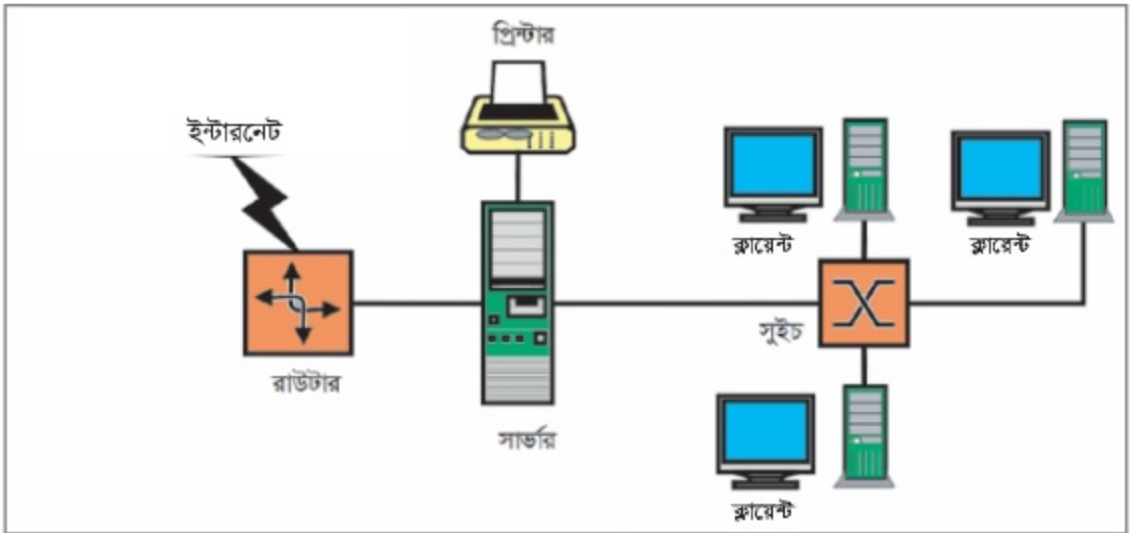 প্রিন্টার
ইন্টারনেট
ক্লায়েন্ট
ক্লায়েন্ট
সুইচ
রাউটার
সার্ভার
ক্লায়েন্ট